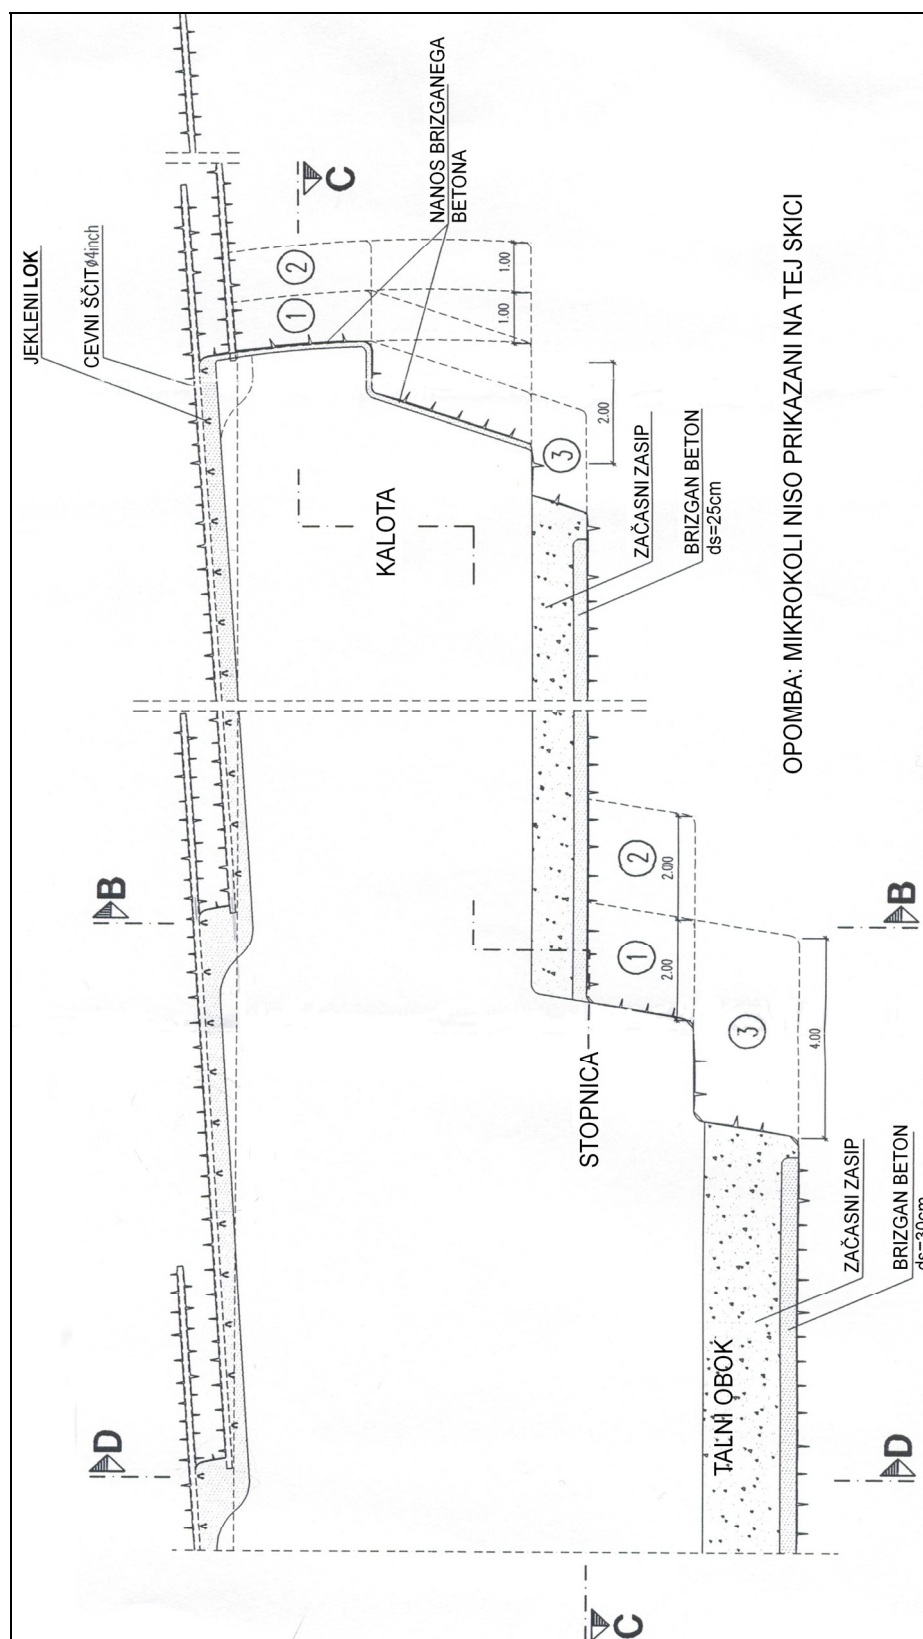 JEKLENI LOK
CEVNI ŠČIT ø4inch
NANOS BRIZGANEGA
BETONA
C
2
1
1.00
1.00
3
2.00
KALOTA
ZAČASNI ZASIP
BRIZGAN BETON
ds=25cm
OPOMBA: MIKROKOLI NISO PRIKAZANI NA TEJ SKICI
B
B
2
2.00
1
2.00
3
4.00
STOPNICA
ZAČASNI ZASIP
BRIZGAN BETON
ds=30cm
TALNI OBOK
D
D
C